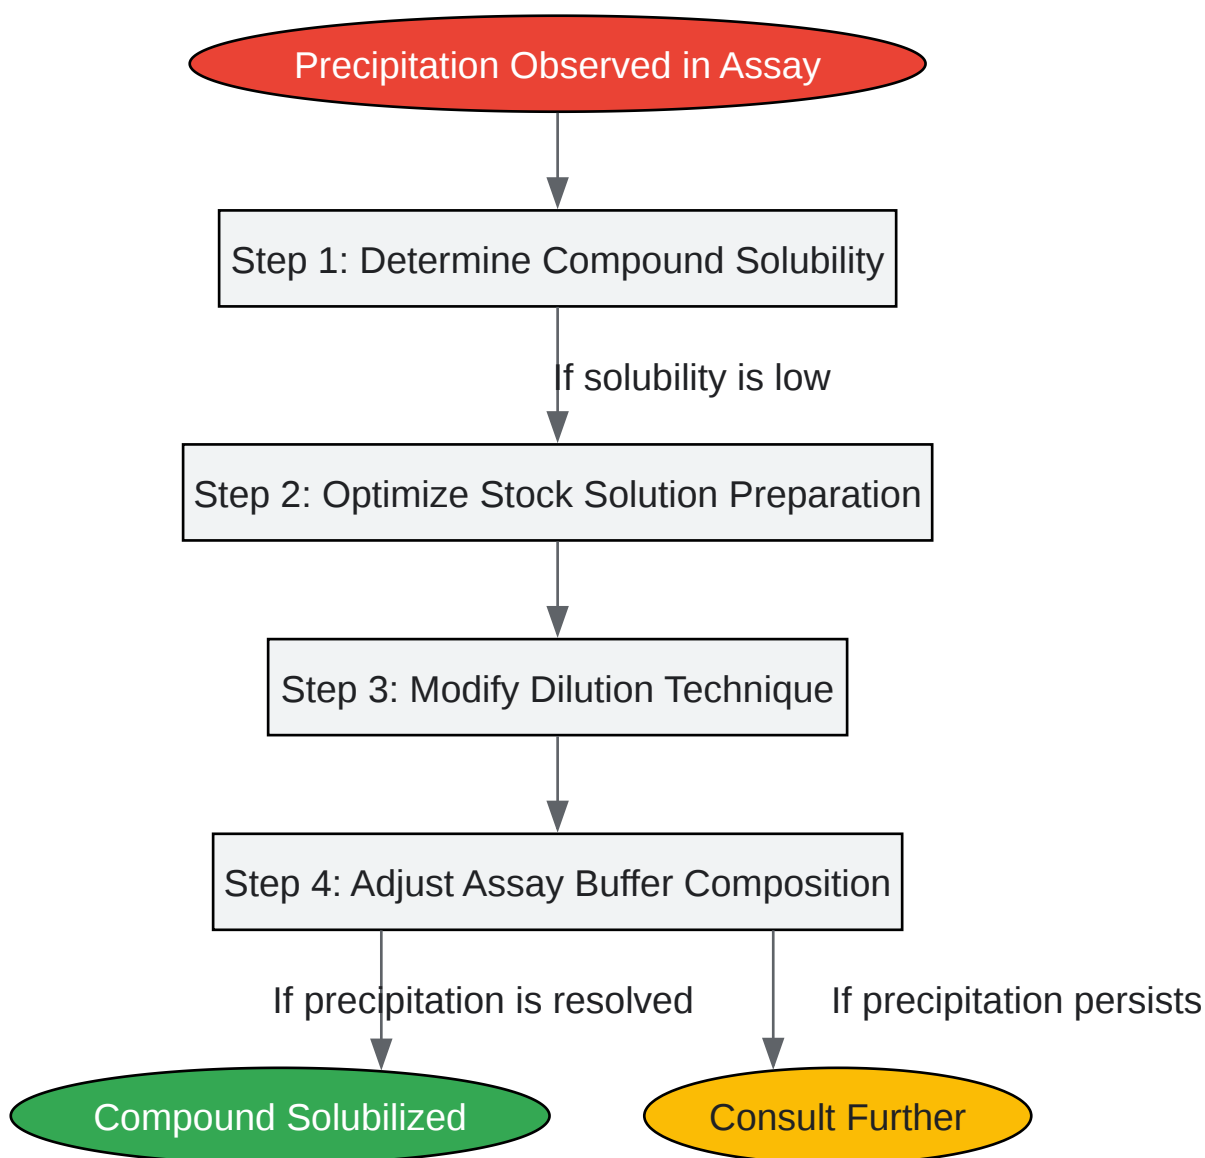 Precipitation Observed in Assay
Step 1: Determine Compound Solubility
If solubility is low
Step 2: Optimize Stock Solution Preparation
Step 3: Modify Dilution Technique
Step 4: Adjust Assay Buffer Composition
If precipitation is resolved
If precipitation persists
Compound Solubilized
Consult Further